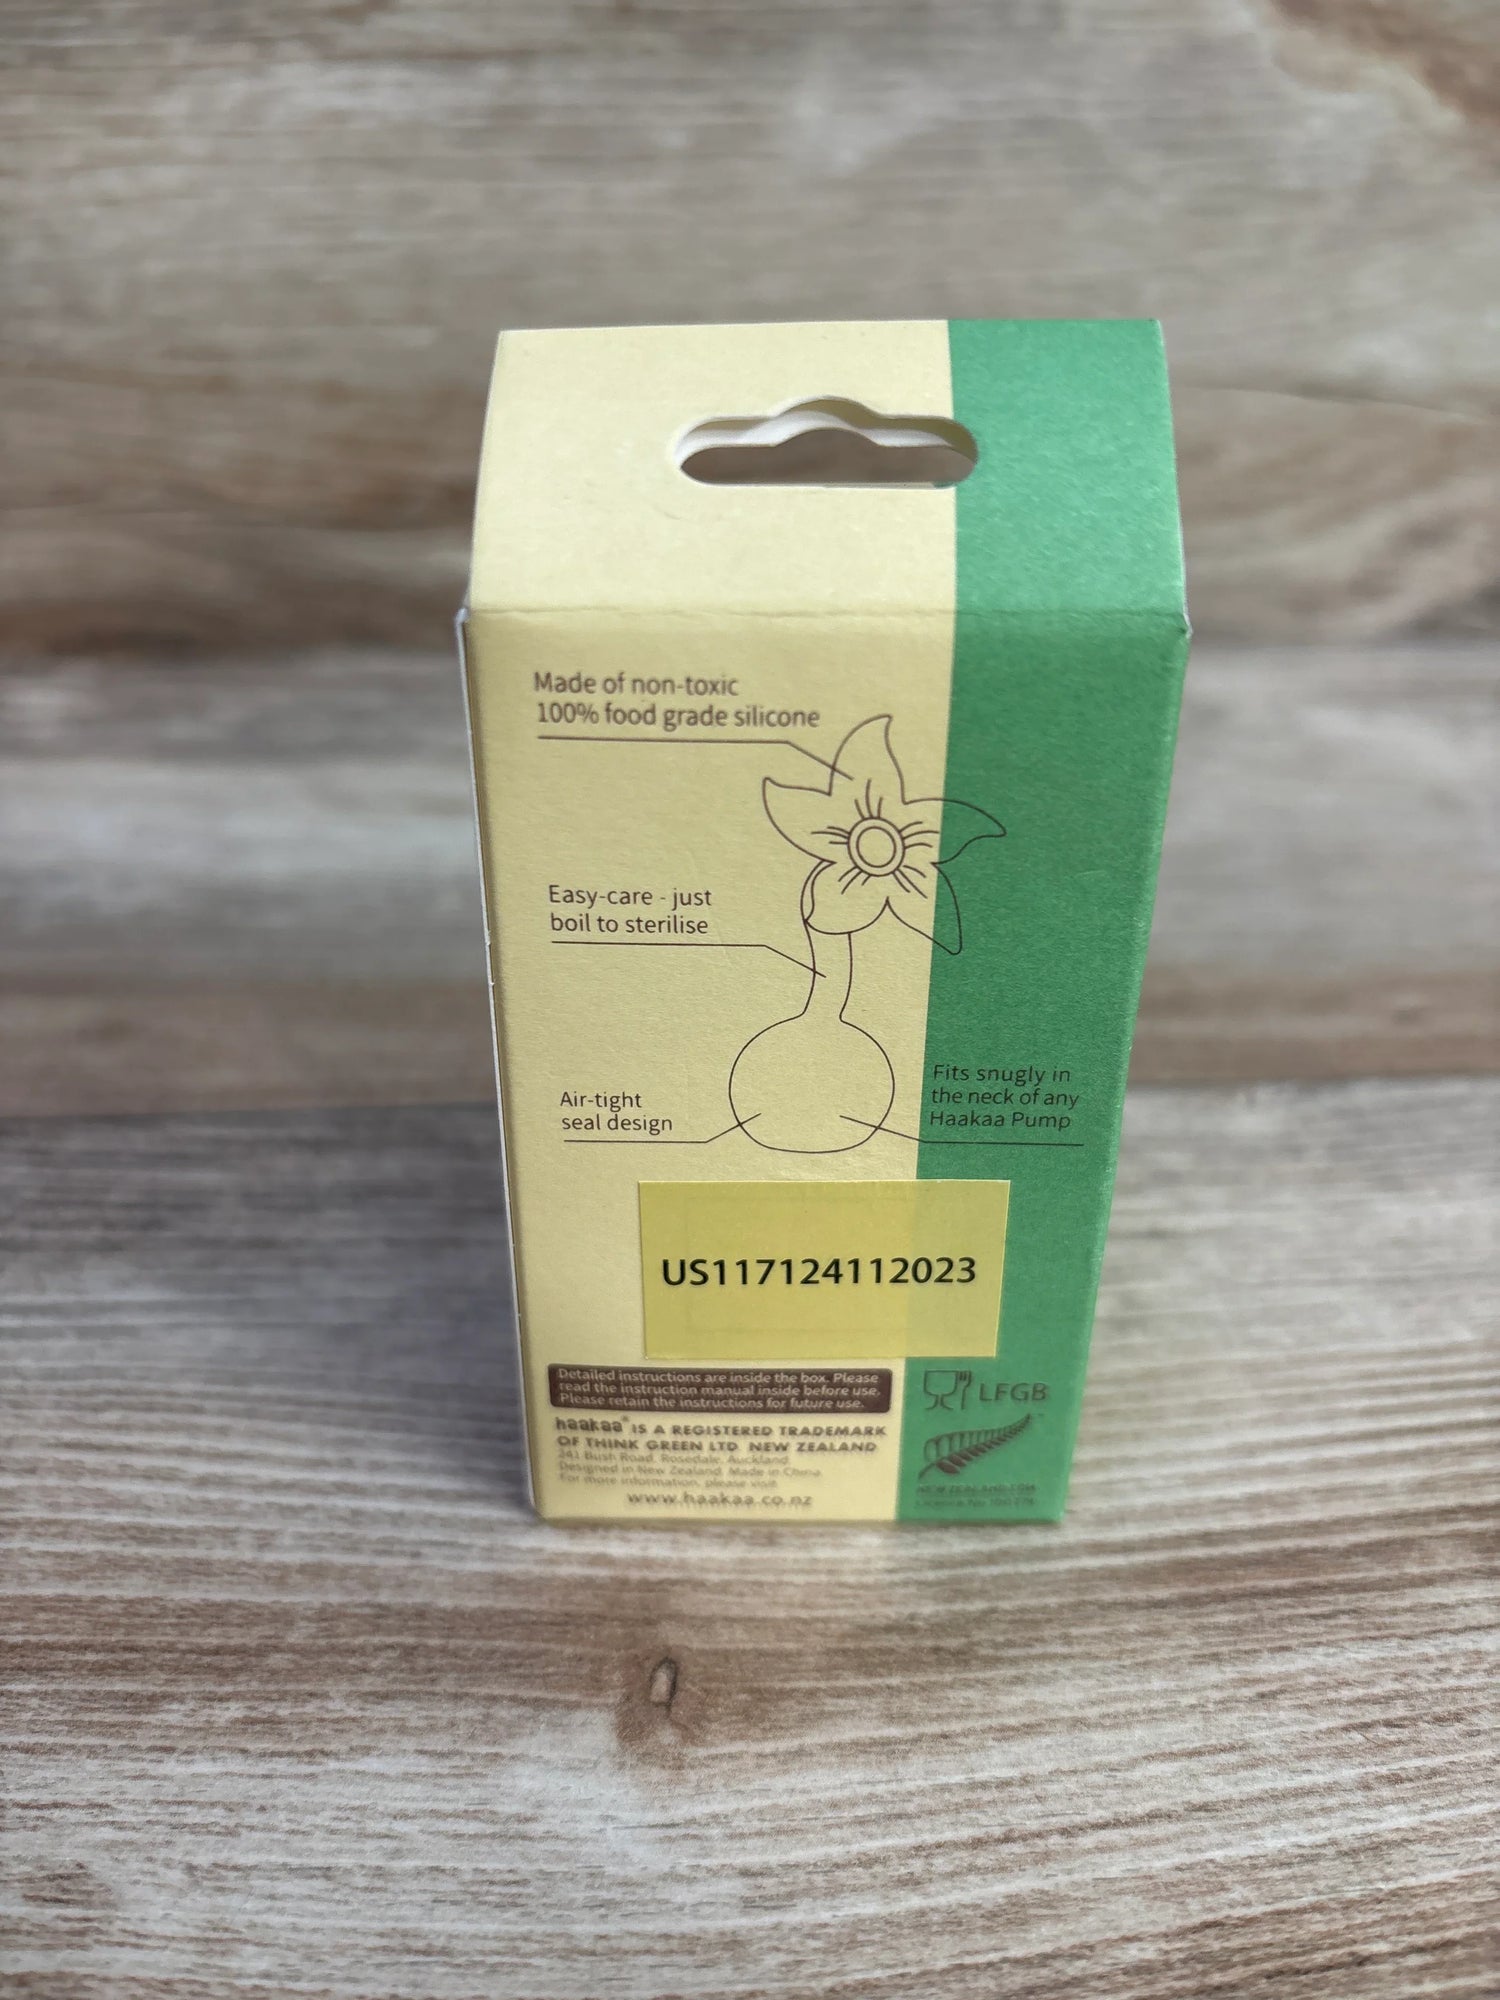 Made of non-toxic
100% food grade silicone
Easy-care - just
boil to sterilise
Air-tight
seal design
Fits snugly in
the neck of any
Haakaa Pump
US117124112023
Detailed instructions are inside the box. Please
read the instruction manual inside before use.
Please retain the instructions for future use.
haakaa® IS A REGISTERED TRADEMARK
OF THINK GREEN LTD NEW ZEALAND
241 Bush Road, Rosedale, Auckland
Designed in New Zealand. Made in China
For more information, please visit
www.haakaa.co.nz
LFGB